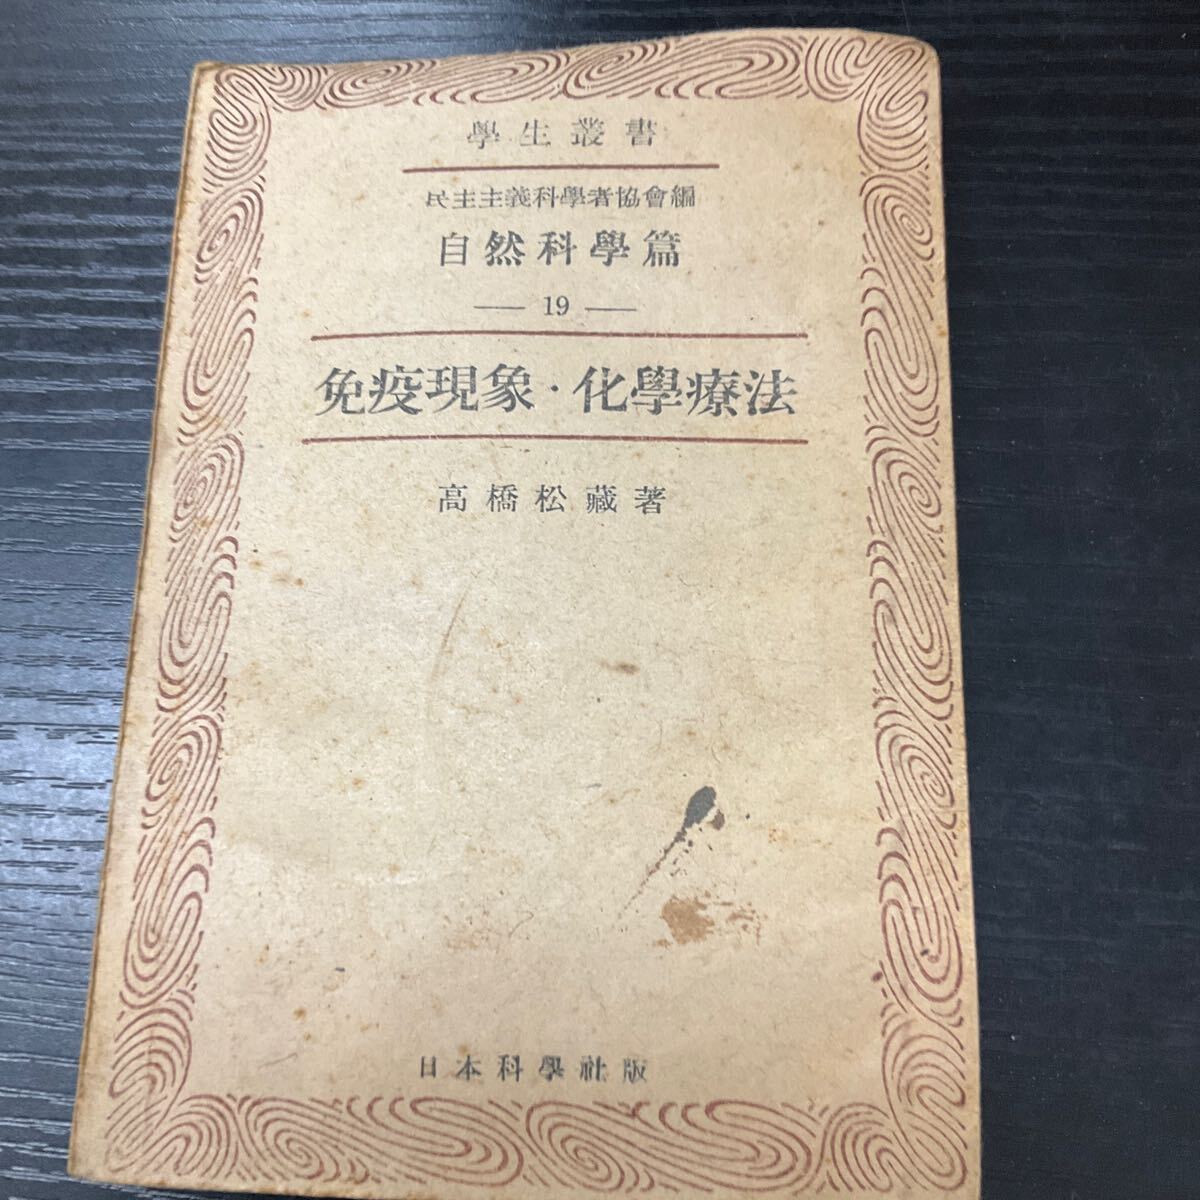 學生叢書
民主主義科學者協會編
自然科學篇
— 19 —
免疫現象・化學療法
高橋松藏著
日本科學社版